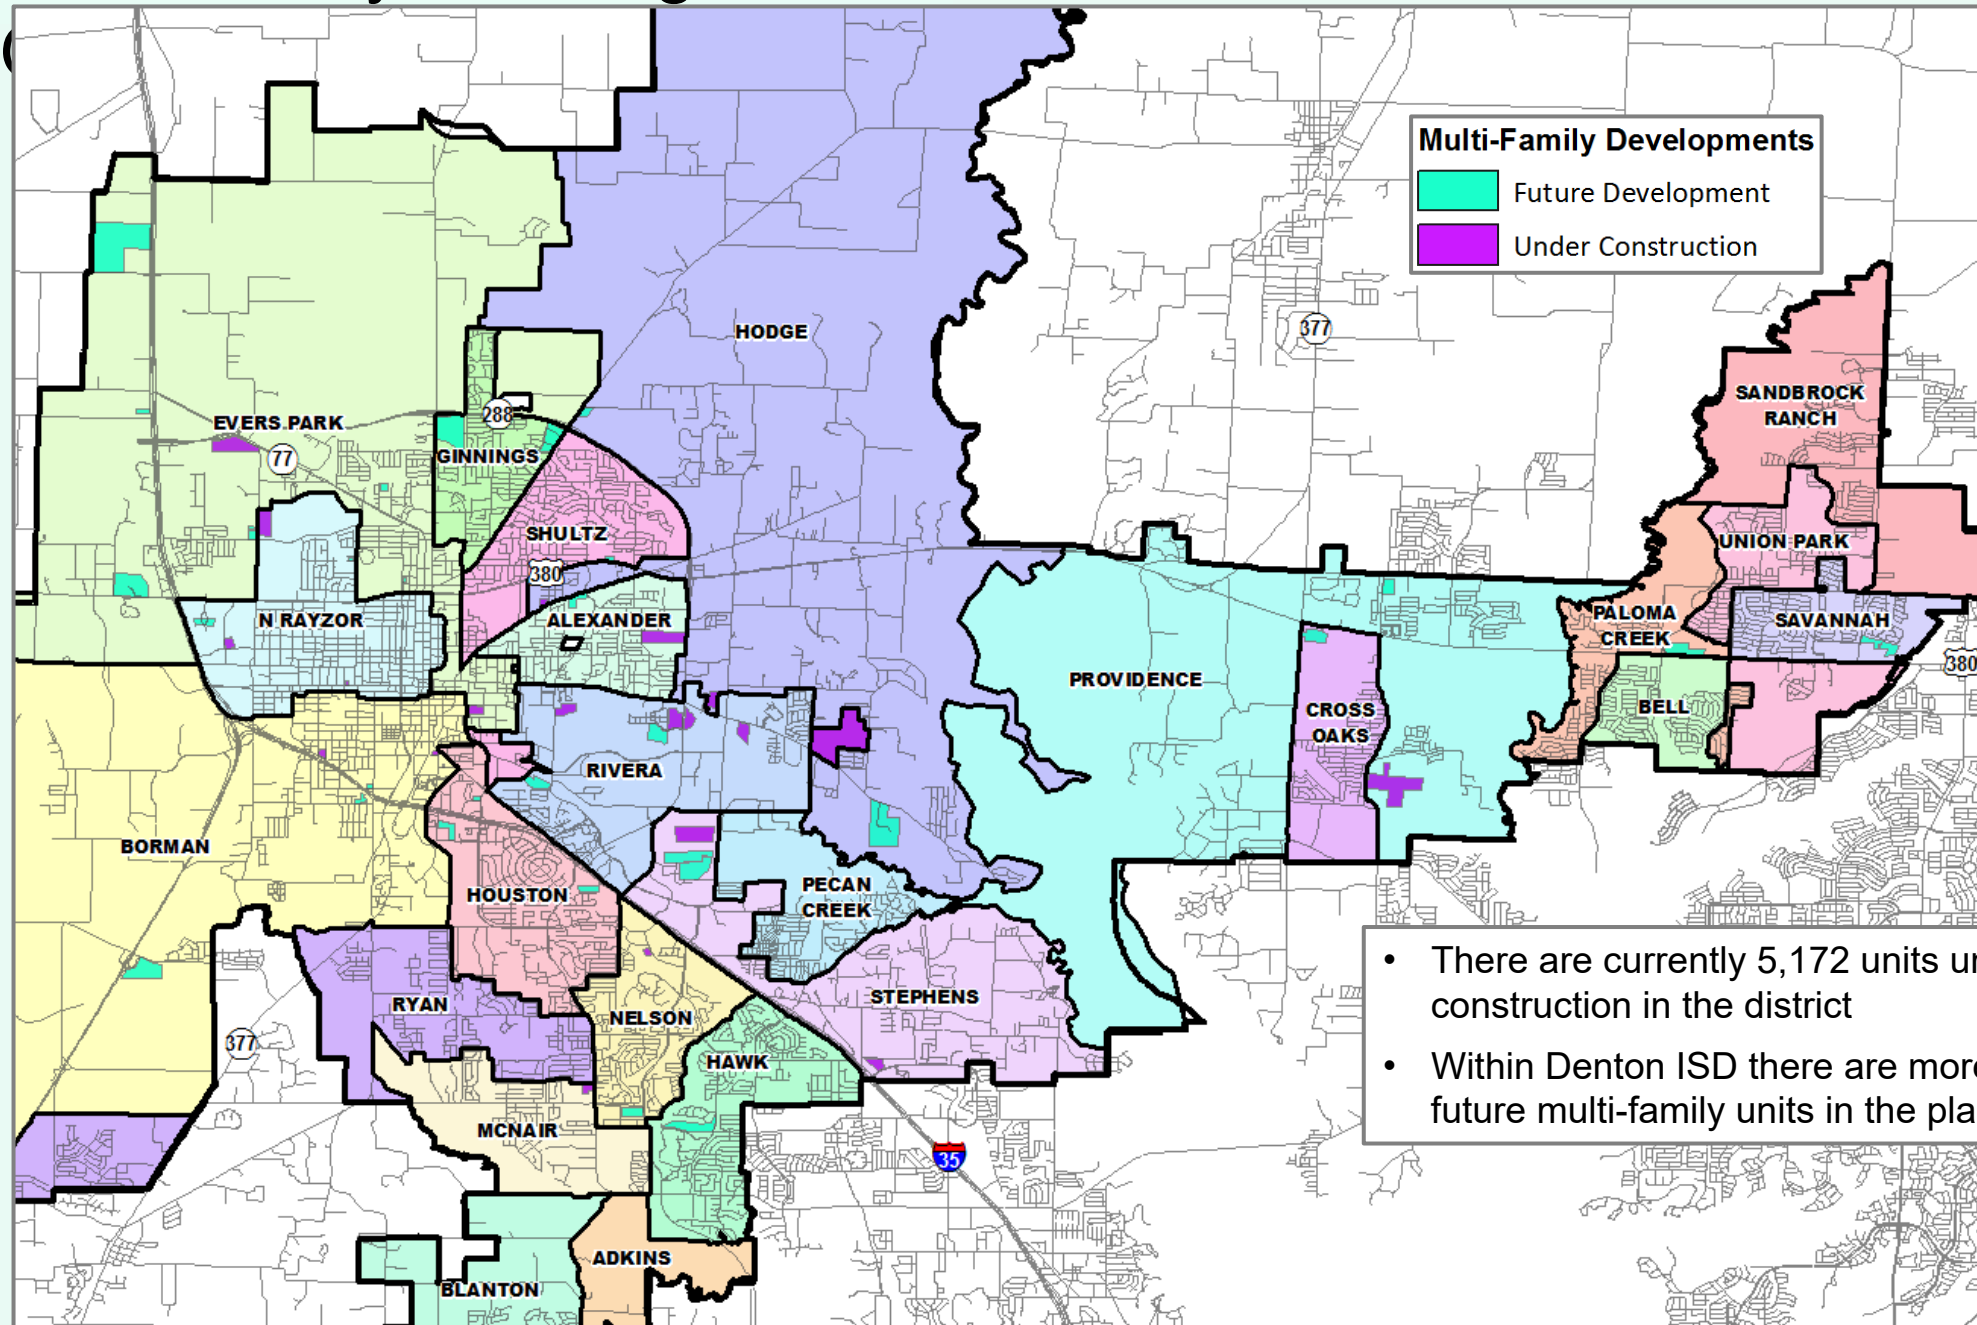 Multi-Family Developments
Future Development
Under Construction
HODGE
377
SANDBROCK
RANCH
EVERS PARK
288
77
GINNINGS
SHULTZ
UNION PARK
380
N RAYZOR
ALEXANDER
PALOMA
CREEK
SAVANNAH
380
PROVIDENCE
CROSS
OAKS
BELL
RIVERA
BORMAN
HOUSTON
PECAN
CREEK
• There are currently 5,172 units
construction in the district
STEPHENS
RYAN
NELSON
377
HAWK
• Within Denton ISD there are more
future multi-family units in the
MCNAIR
35
ADKINS
BLANTON